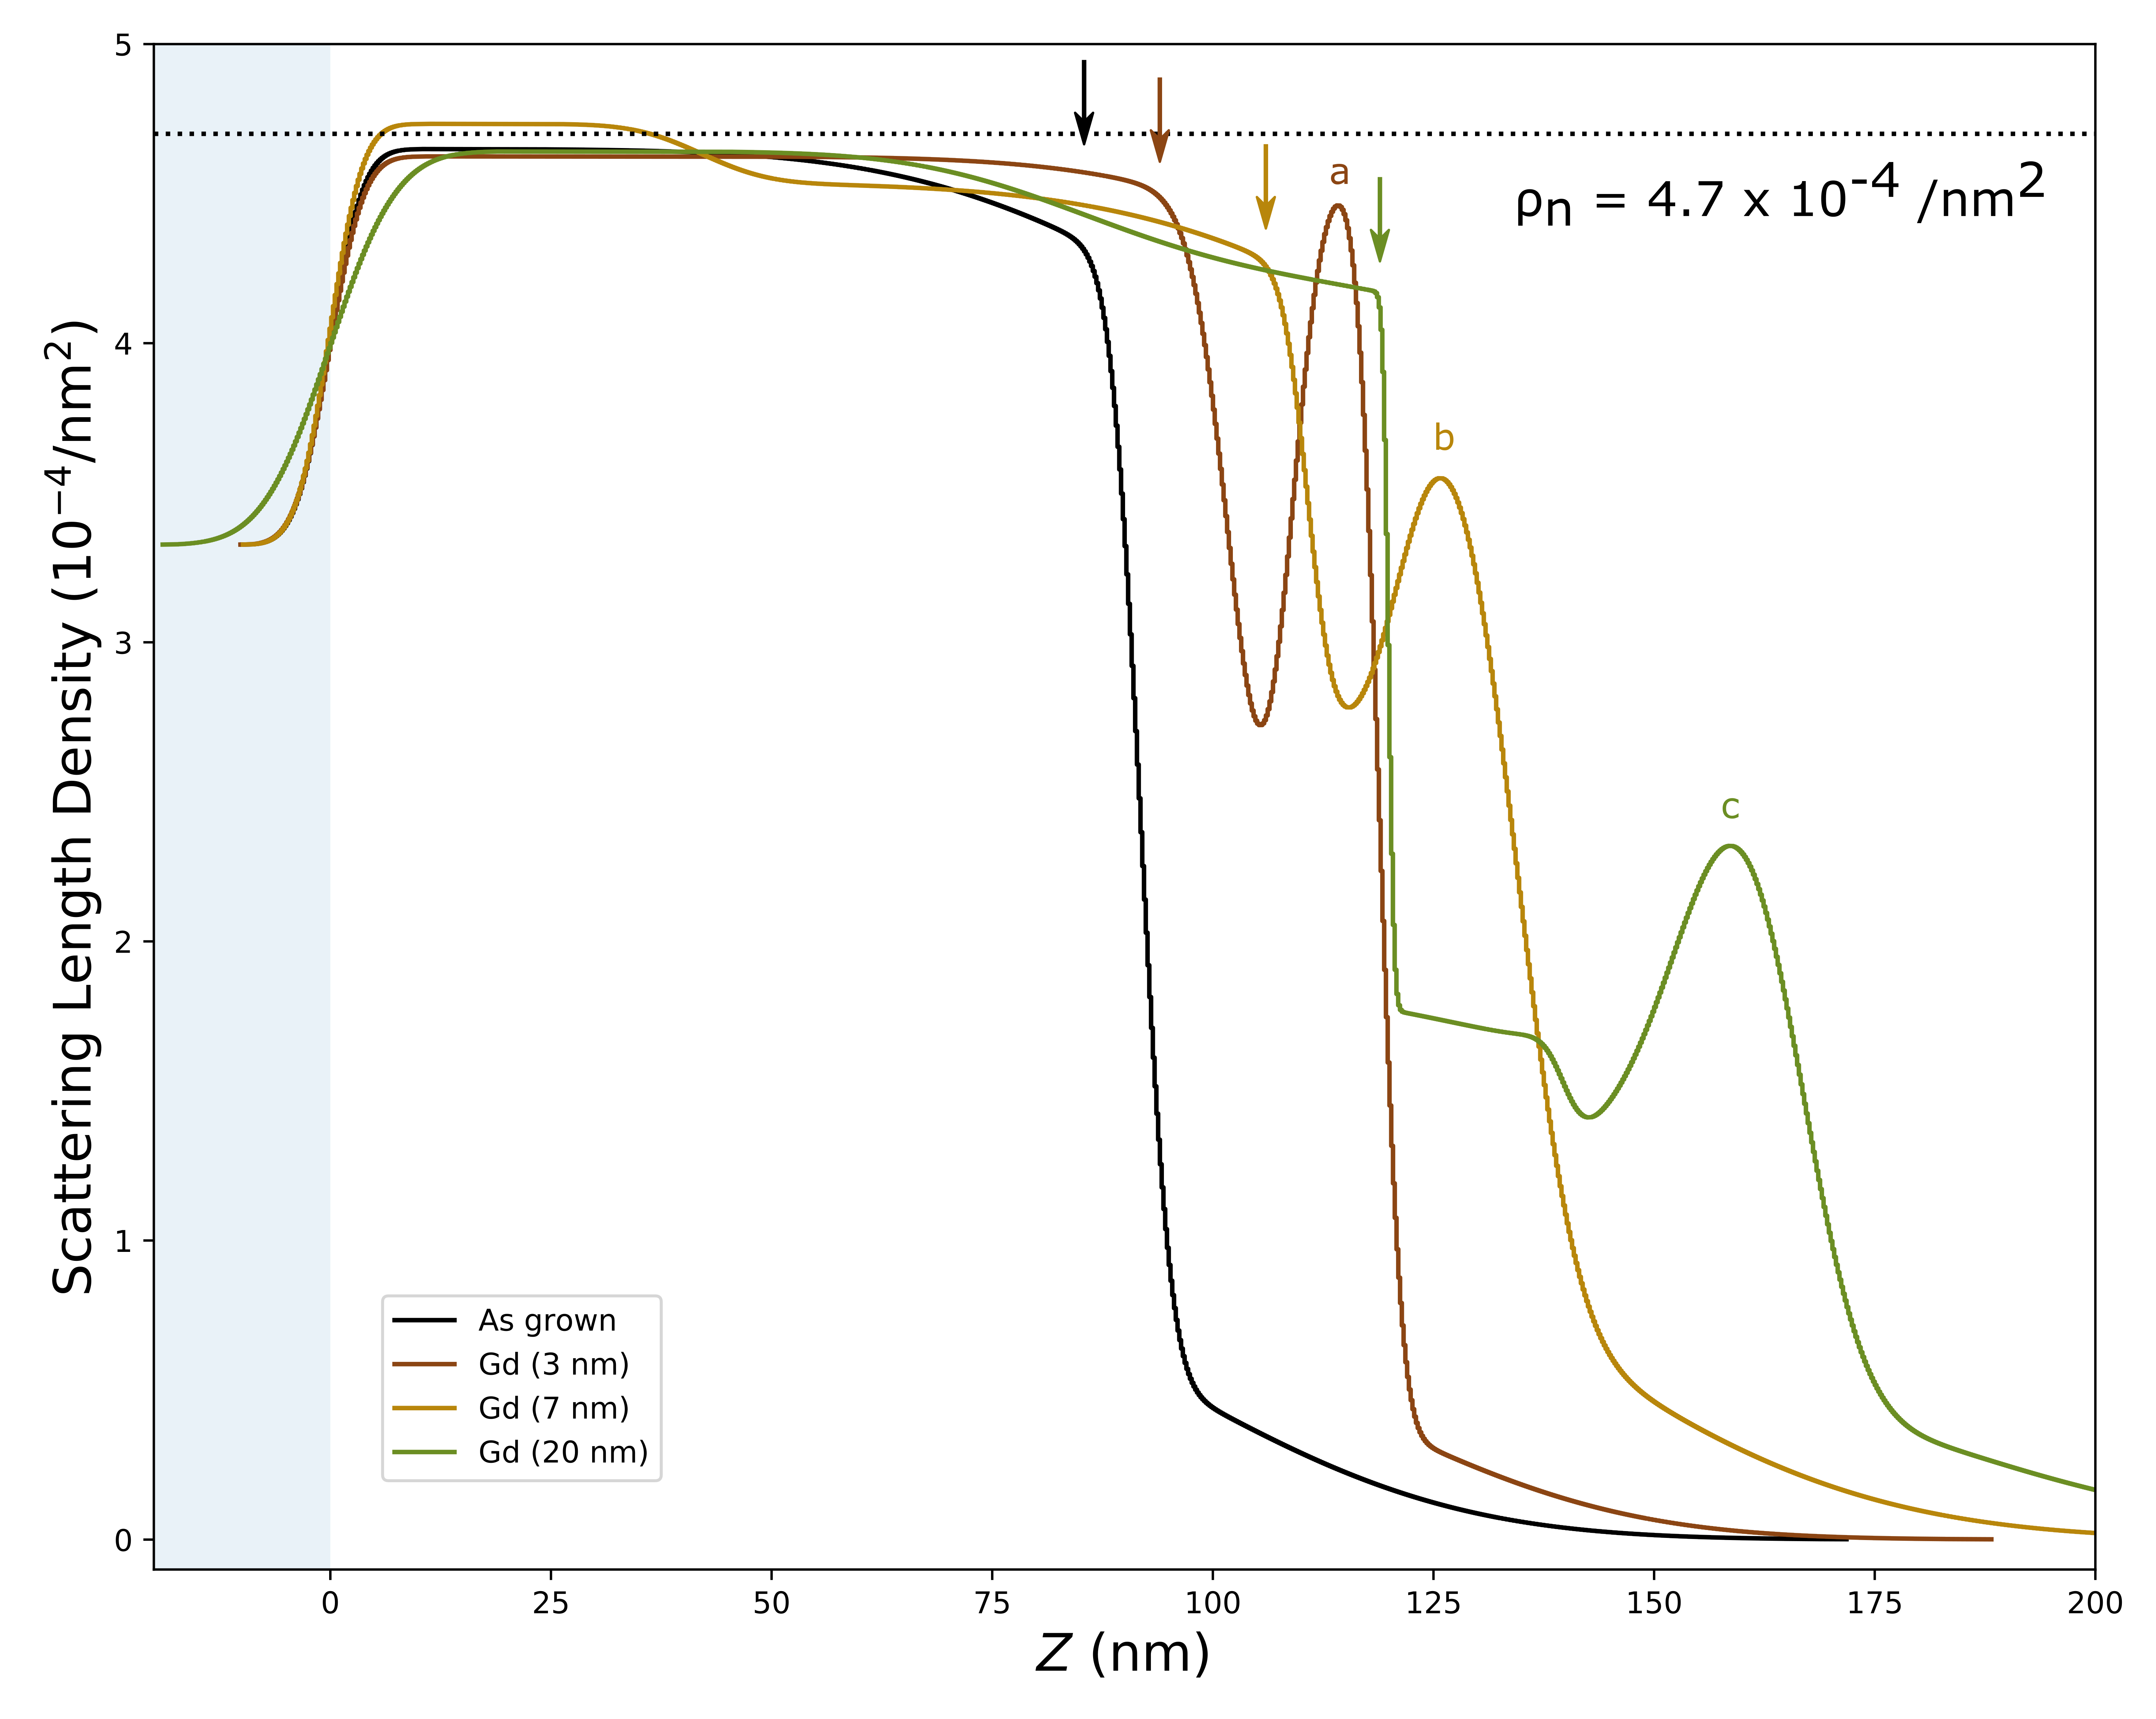 5
4
3
2
1
0
Scattering Length Density (10⁻⁴/nm²)
a
ρn = 4.7 x 10⁻⁴ /nm²
b
c
As grown
Gd (3 nm)
Gd (7 nm)
Gd (20 nm)
0 25 50 75 100 125 150 175 200
Z (nm)